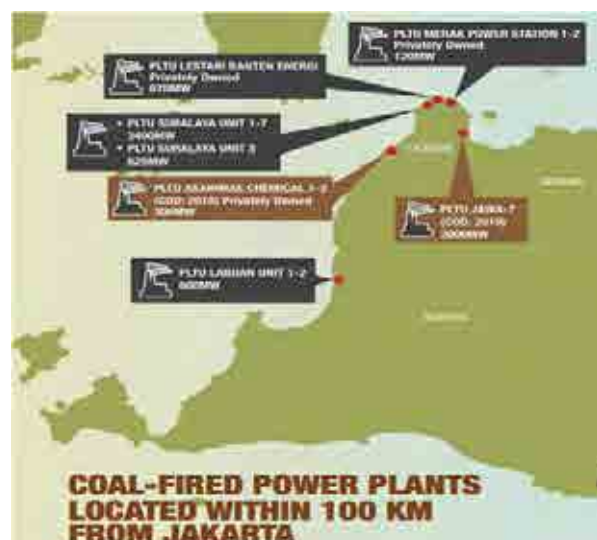 PLTU MERAK POWER STATION 1-2
Privately Owned
120MW
PLTU LESTARI BANTEN ENERGI
Privately Owned
670MW
• PLTU SURALAYA UNIT 1-7
3400MW
• PLTU SURALAYA UNIT 8
625MW
PLTU CHEMICAL 1-2
(COD: 2019) Privately Owned
PLTU JAWA-7
(COD: 2019)
2000MW
PLTU LABUAN UNIT 1-2
600MW
COAL-FIRED POWER PLANTS
LOCATED WITHIN 100 KM
FROM JAKARTA